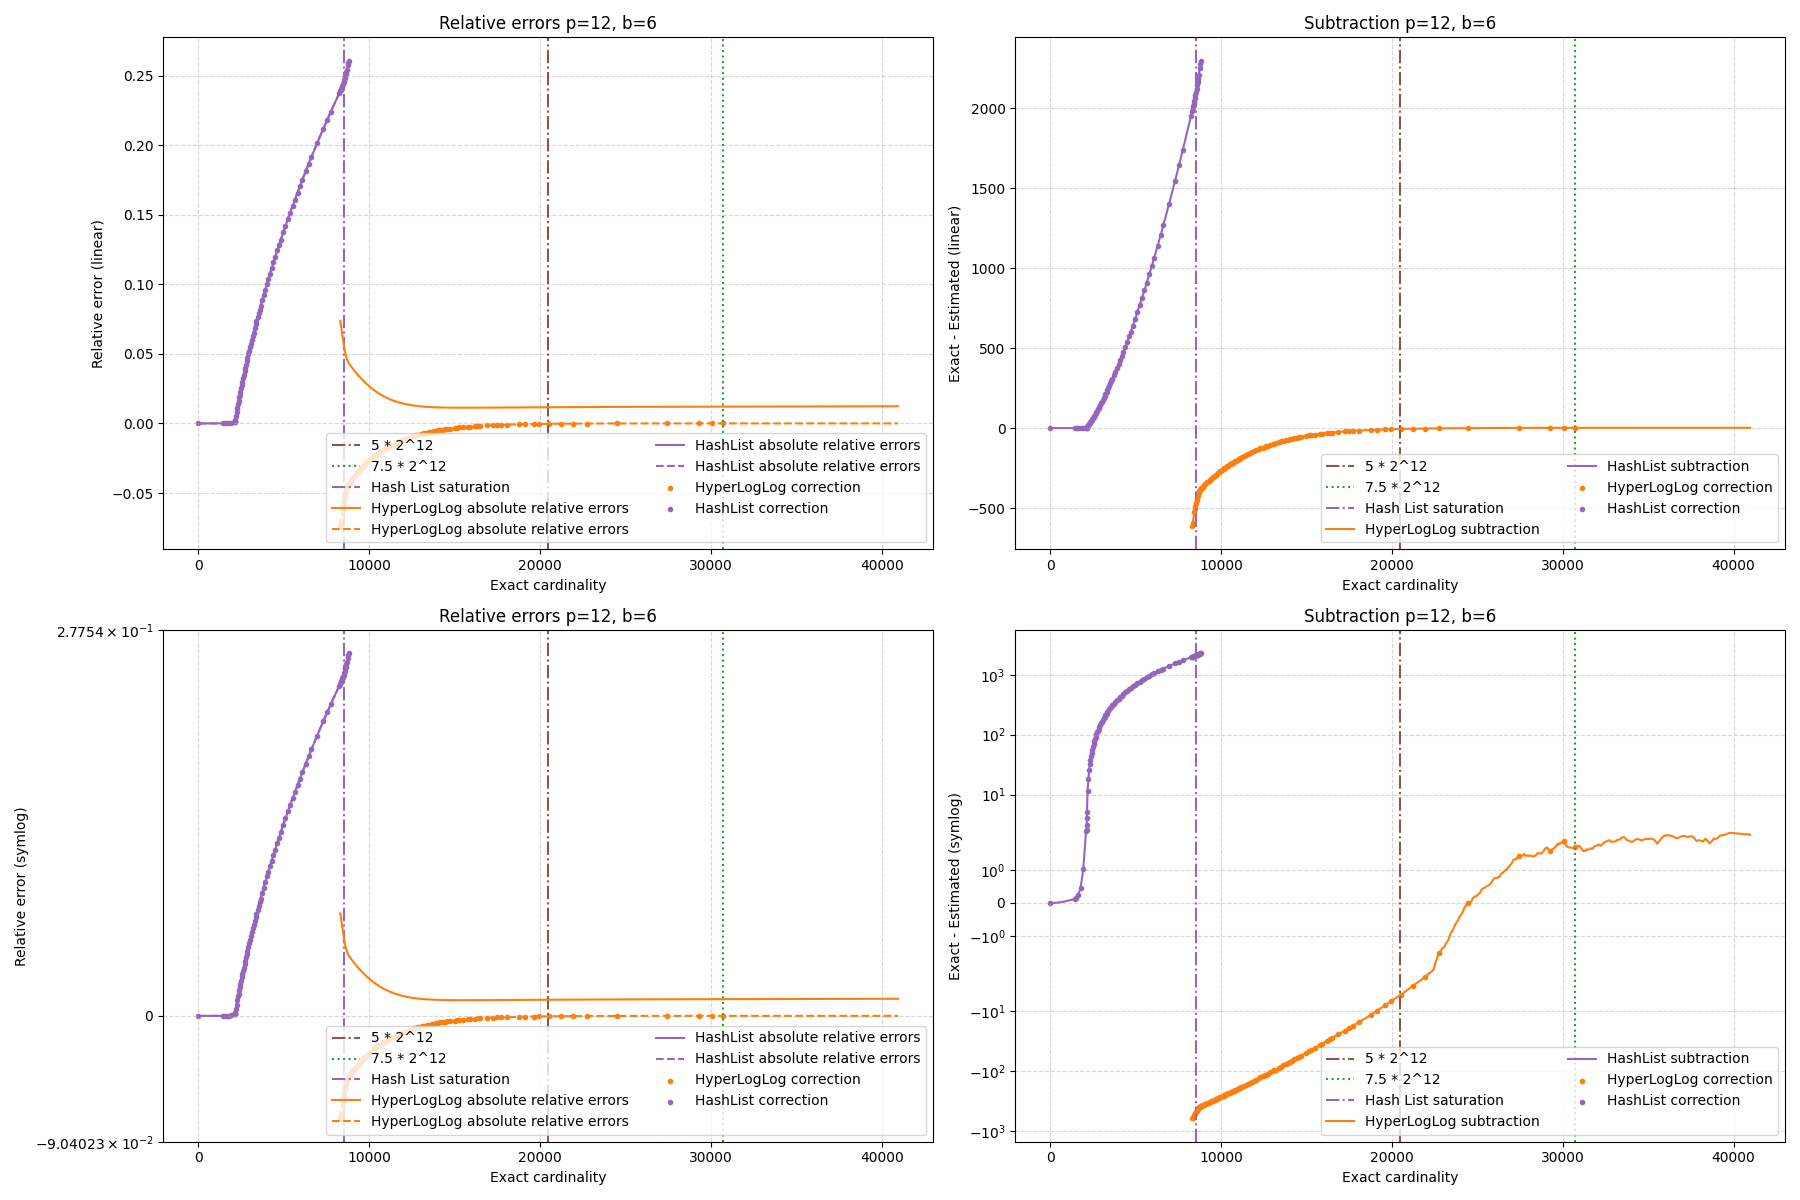 Relative errors p=12, b=6
Relative error (linear)
0.25
0.20
0.15
0.10
0.05
0.00
−0.05
0
10000
20000
30000
40000
Exact cardinality
5 * 2^12
7.5 * 2^12
Hash List saturation
HyperLogLog absolute relative errors
HyperLogLog absolute relative errors
HashList absolute relative errors
HashList absolute relative errors
HyperLogLog correction
HashList correction
Subtraction p=12, b=6
Exact - Estimated (linear)
2000
1500
1000
500
0
−500
0
10000
20000
30000
40000
Exact cardinality
5 * 2^12
7.5 * 2^12
Hash List saturation
HyperLogLog subtraction
HashList subtraction
HyperLogLog correction
HashList correction
Relative errors p=12, b=6
Relative error (symlog)
2.7754 × 10^−1
0
−9.04023 × 10^−2
0
10000
20000
30000
40000
Exact cardinality
5 * 2^12
7.5 * 2^12
Hash List saturation
HyperLogLog absolute relative errors
HyperLogLog absolute relative errors
HashList absolute relative errors
HashList absolute relative errors
HyperLogLog correction
HashList correction
Subtraction p=12, b=6
Exact - Estimated (symlog)
10^3
10^2
10^1
10^0
0
−10^0
−10^1
−10^2
−10^3
0
10000
20000
30000
40000
Exact cardinality
5 * 2^12
7.5 * 2^12
Hash List saturation
HyperLogLog subtraction
HashList subtraction
HyperLogLog correction
HashList correction